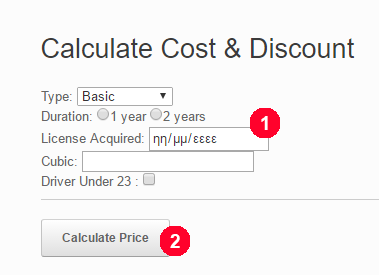 Calculate Cost & Discount
Type: Basic
Duration: 1 year 2 years
License Acquired: ηη/μμ/εεεε 1
Cubic:
Driver Under 23 :
Calculate Price 2